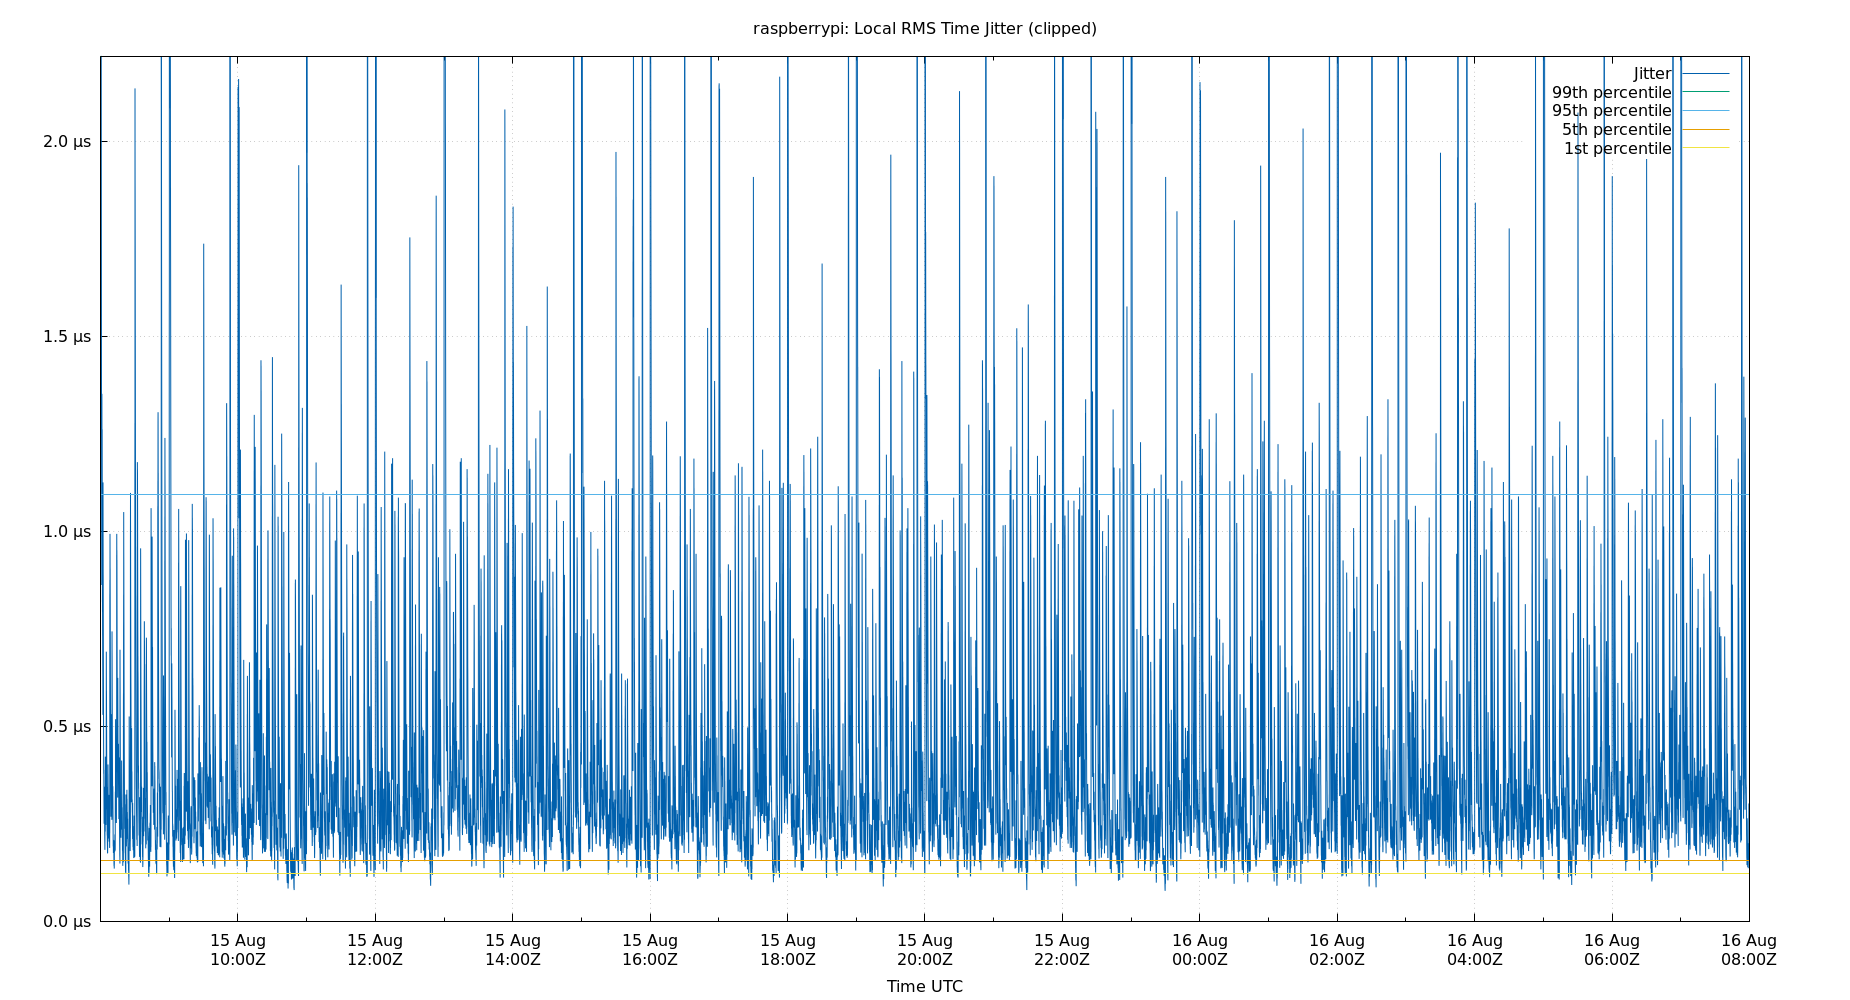 raspberrypi: Local RMS Time Jitter (clipped)
Jitter
99th percentile
95th percentile
5th percentile
1st percentile
2.0 μs
1.5 μs
1.0 μs
0.5 μs
0.0 μs
15 Aug 15 Aug 15 Aug 15 Aug 15 Aug 15 Aug 15 Aug 16 Aug 16 Aug 16 Aug 16 Aug 16 Aug
10:00Z 12:00Z 14:00Z 16:00Z 18:00Z 20:00Z 22:00Z 00:00Z 02:00Z 04:00Z 06:00Z 08:00Z
Time UTC